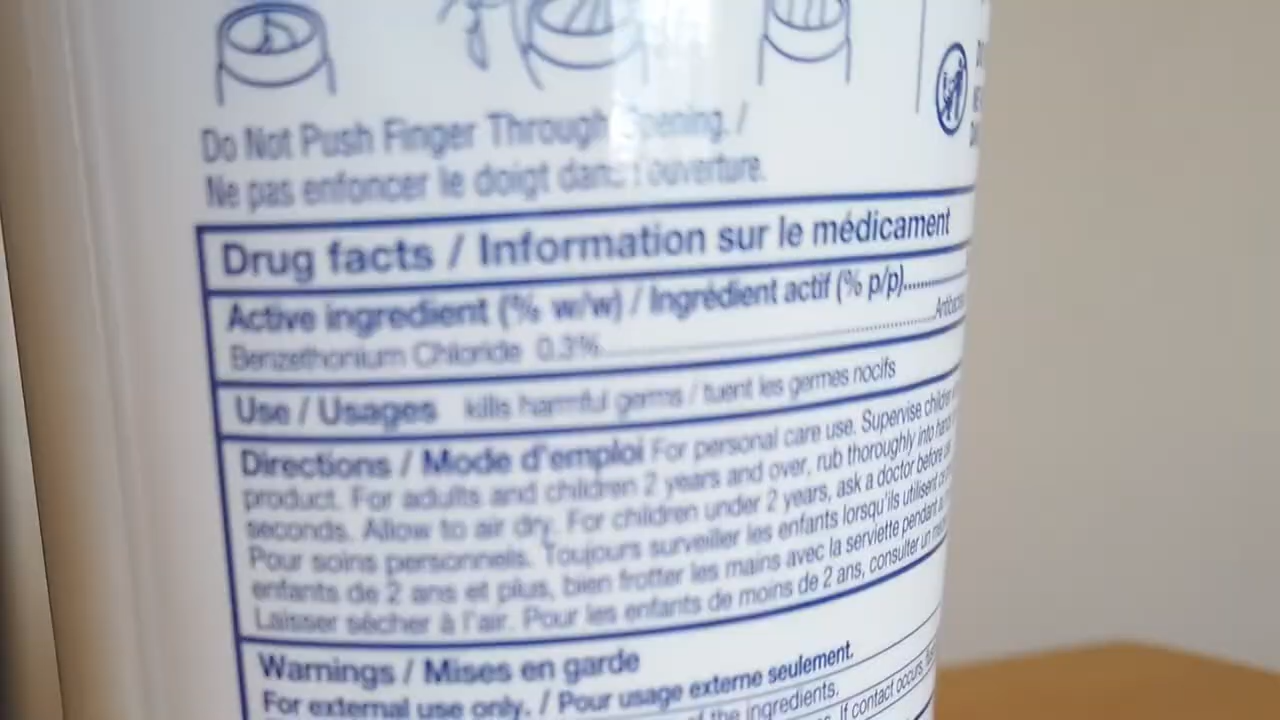 Do Not Push Finger Through /
Ne pas enfoncer le doigt dans l'ouverture.
Drug facts / Information sur le médicament
Active ingredient (% w/w) / Ingrédient actif (% p/p)
Benzethonium Chloride 0.3%
Use / Usages kills harmful germs / tuent les germes nocifs
Directions / Mode d'emploi For personal care use. Supervise
product. For adults and children 2 years and over, rub thoroughly into
seconds. Allow to air dry. For children under 2 years, ask a doctor before
Pour soins personnels. Toujours surveiller les enfants lorsqu'ils utilisent
enfants de 2 ans et plus, bien frotter les mains avec la serviette pendant
Laisser sécher à l'air. Pour les enfants de moins de 2 ans, consulter un
Warnings / Mises en garde
For external use only. / Pour usage externe seulement.
the ingredients.
If contact occurs,